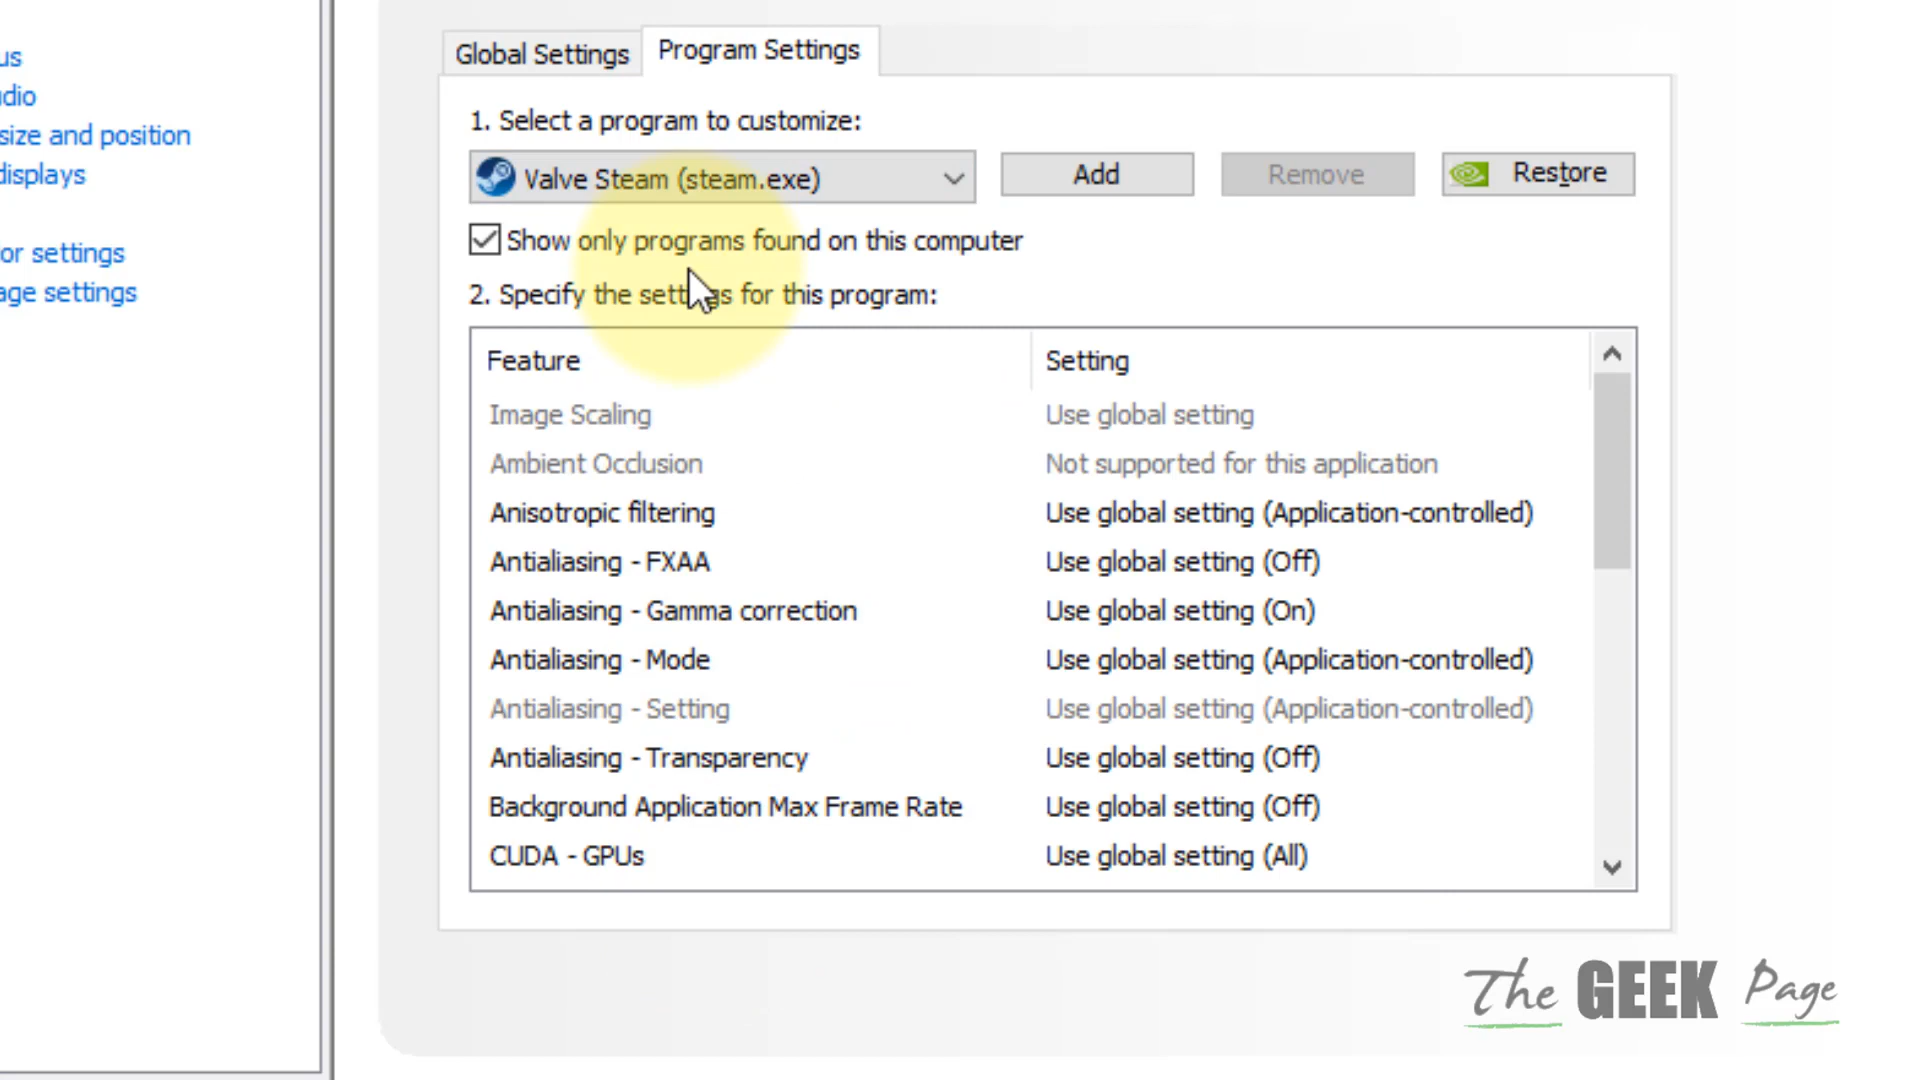 us
dio
size and position
displays
or settings
age settings
Global Settings
Program Settings
1. Select a program to customize:
Valve Steam (steam.exe)
Add
Remove
Restore
Show only programs found on this computer
2. Specify the settings for this program:
Feature Setting
Image Scaling Use global setting
Ambient Occlusion Not supported for this application
Anisotropic filtering Use global setting (Application-controlled)
Antialiasing - FXAA Use global setting (Off)
Antialiasing - Gamma correction Use global setting (On)
Antialiasing - Mode Use global setting (Application-controlled)
Antialiasing - Setting Use global setting (Application-controlled)
Antialiasing - Transparency Use global setting (Off)
Background Application Max Frame Rate Use global setting (Off)
CUDA - GPUs Use global setting (All)
The GEEK Page